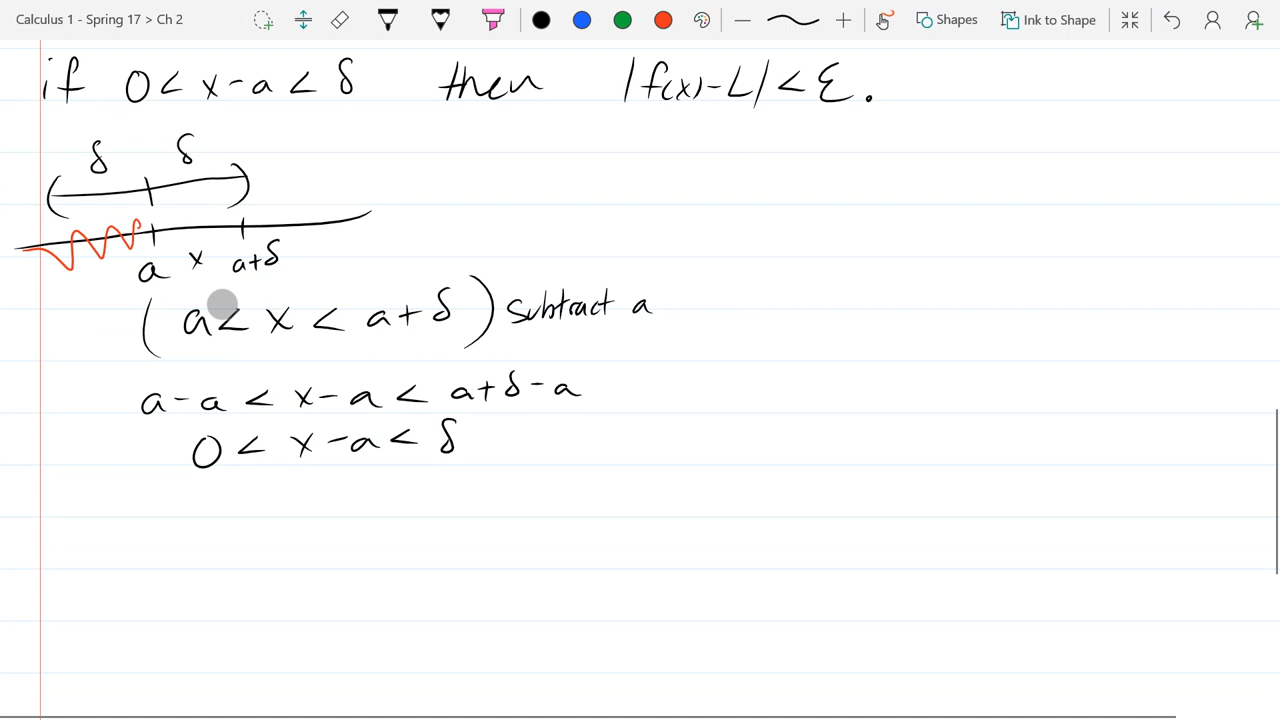 Calculus 1 - Spring 17 > Ch 2
Shapes
Ink to Shape
if 0 < x - a < δ then |f(x) - L| < ε.
δ δ
a x a+δ
( a < x < a + δ ) subtract a
a - a < x - a < a + δ - a
0 < x - a < δ